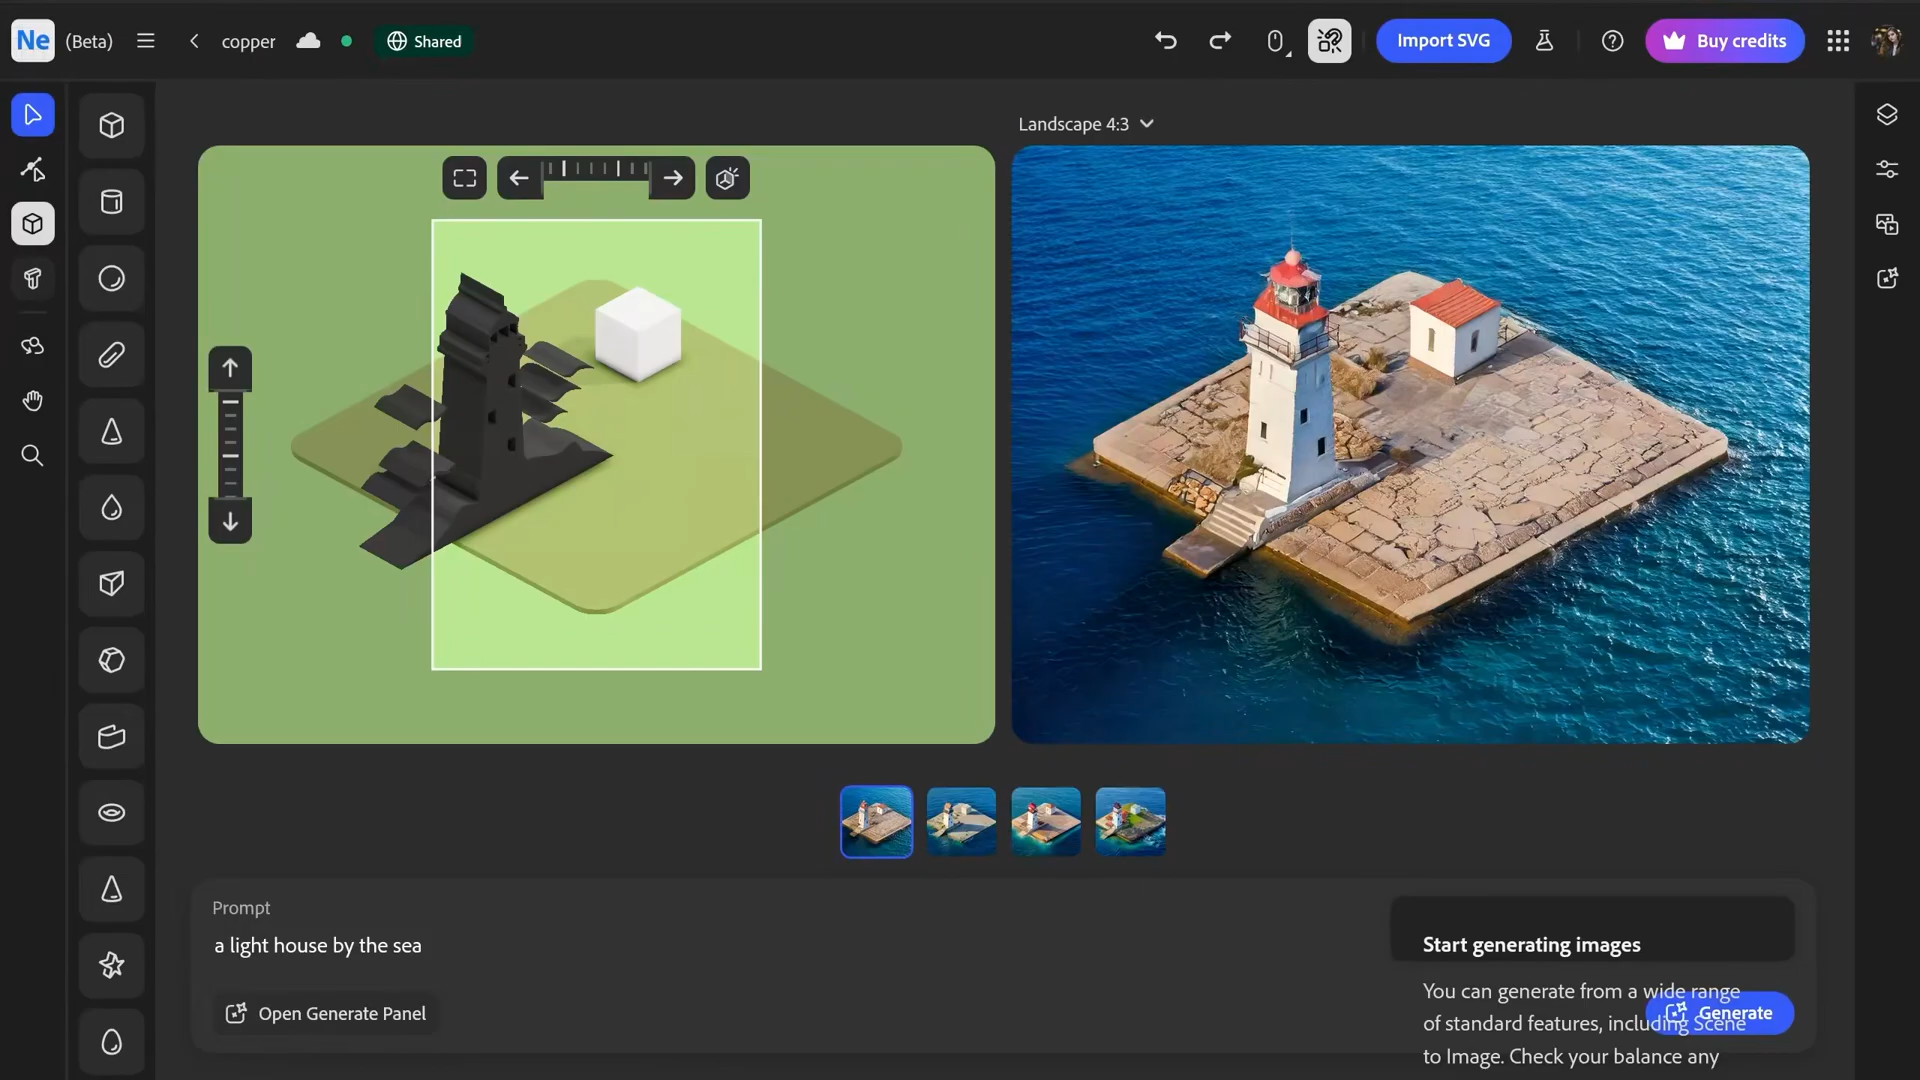 Ne (Beta) copper Shared Import SVG Buy credits
Landscape 4:3
Prompt
a light house by the sea
Open Generate Panel
Start generating images
You can generate from a wide range
of standard features, including Scene
to Image. Check your balance any
Generate